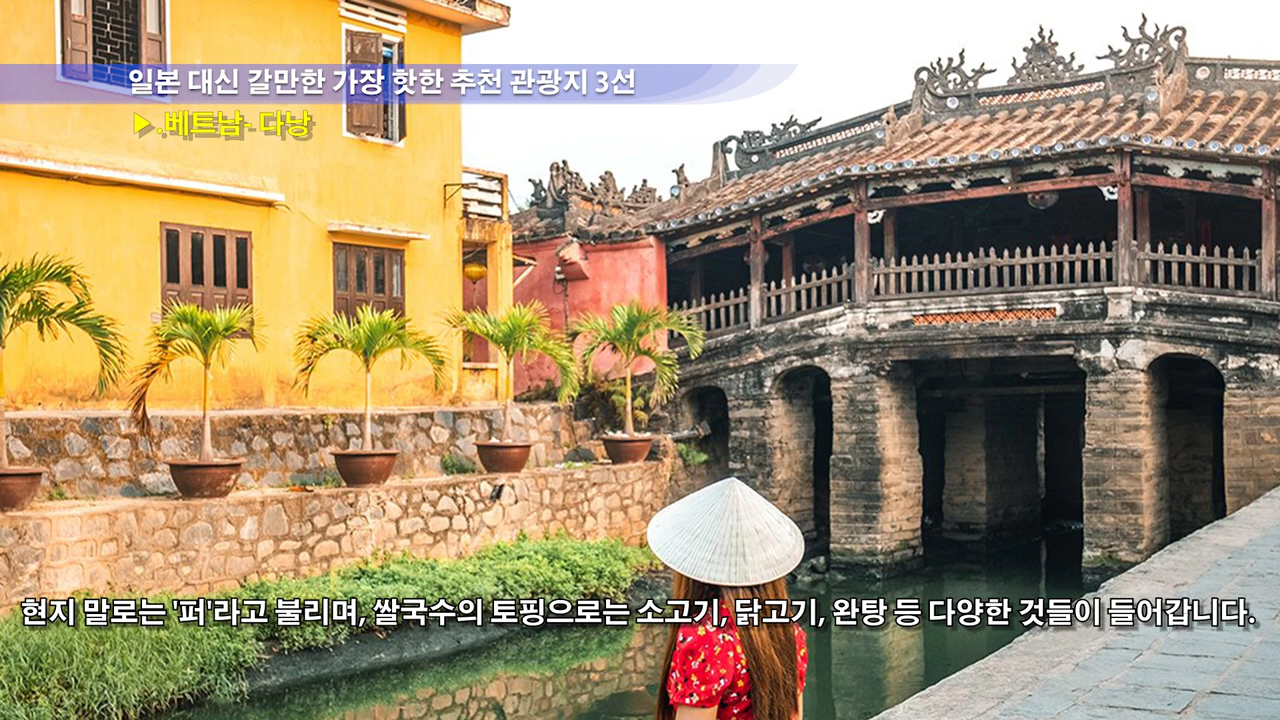 일본 대신 갈만한 가장 핫한 추천 관광지 3선
▶.베트남- 다낭
현지 말로는 '퍼'라고 불리며, 쌀국수의 토핑으로는 소고기, 닭고기, 완탕 등 다양한 것들이 들어갑니다.